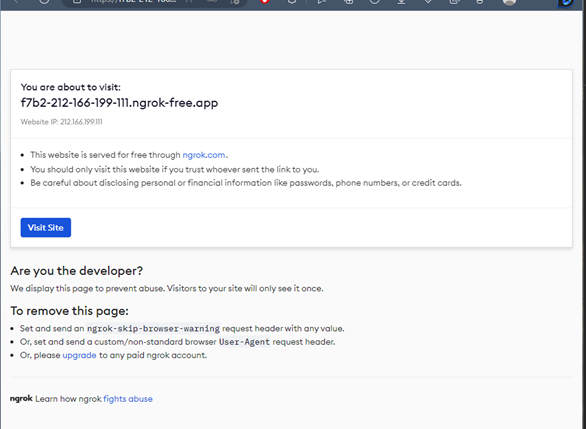 You are about to visit:
f7b2-212-166-199-111.ngrok-free.app
Website IP: 212.166.199.111
This website is served for free through ngrok.com.
You should only visit this website if you trust whoever sent the link to you.
Be careful about disclosing personal or financial information like passwords, phone numbers, or credit cards.
Visit Site
Are you the developer?
We display this page to prevent abuse. Visitors to your site will only see it once.
To remove this page:
Set and send an ngrok-skip-browser-warning request header with any value.
Or, set and send a custom/non-standard browser User-Agent request header.
Or, please upgrade to any paid ngrok account.
ngrok Learn how ngrok fights abuse